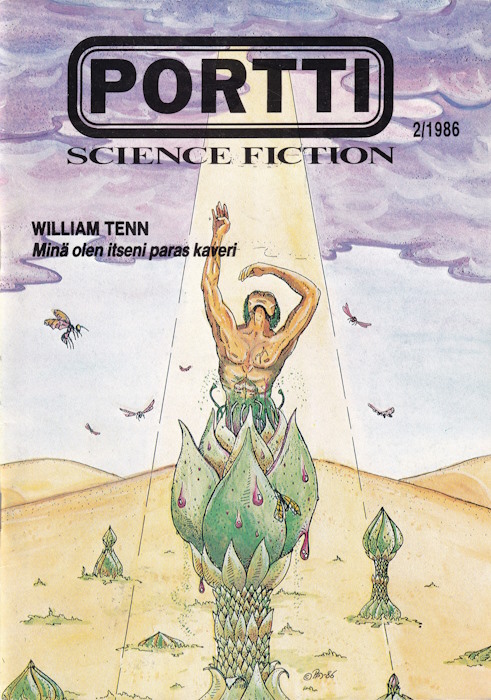 PORTTI
2/1986
SCIENCE FICTION
WILLIAM TENN
Minä olen itseni paras kaveri